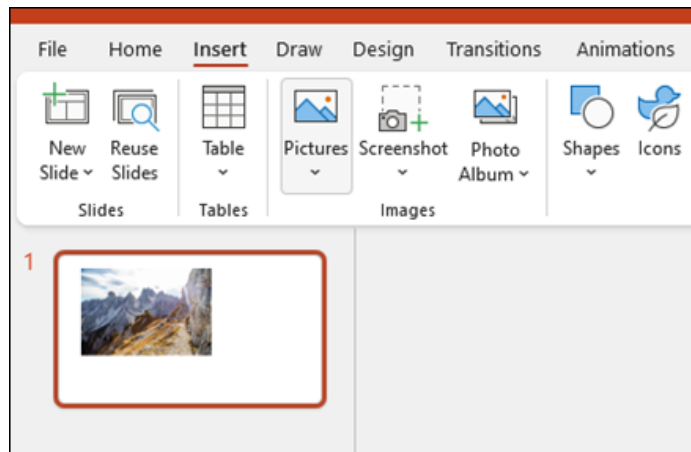 File Home Insert Draw Design Transitions Animations
New Slide
Reuse Slides
Table
Pictures
Screenshot
Photo Album
Shapes
Icons
Slides Tables Images
1